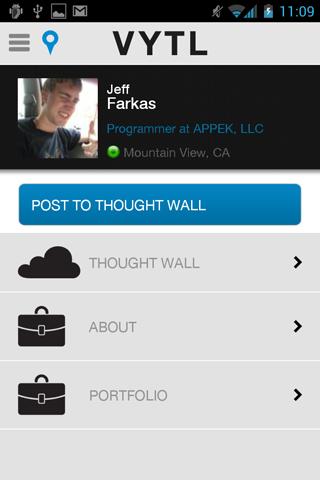 11:09
VYTL
Jeff
Farkas
Programmer at APPEK, LLC
Mountain View, CA
POST TO THOUGHT WALL
THOUGHT WALL
ABOUT
PORTFOLIO